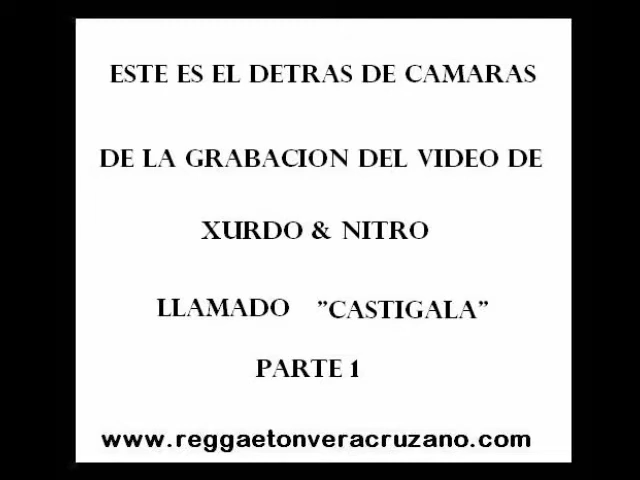 ESTE ES EL DETRAS DE CAMARAS
DE LA GRABACION DEL VIDEO DE
XURDO & NITRO
LLAMADO "CASTIGALA"
PARTE 1
www.reggaetonveracruzano.com